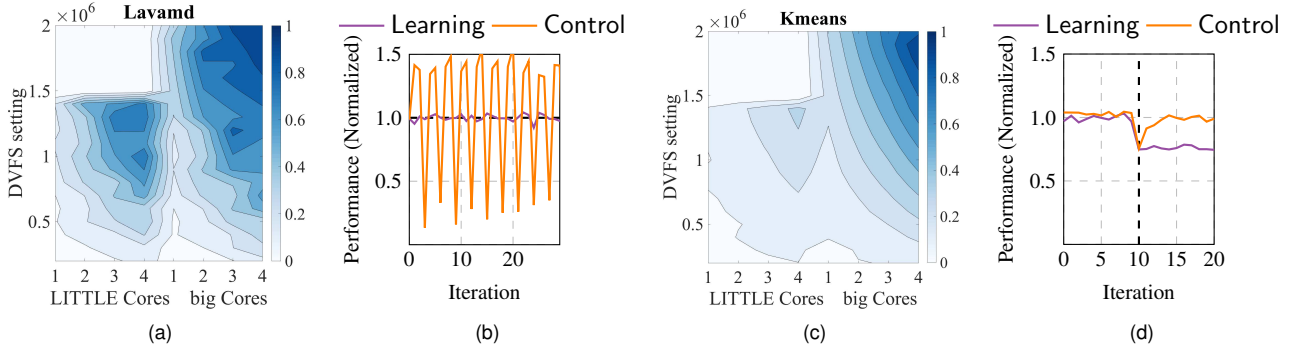 Lavamd
2 ×10⁶
1.5
1
0.5
DVFS setting
1 2 3 4 1 2 3 4
LITTLE Cores big Cores
1
0.8
0.6
0.4
0.2
0
(a)
Learning Control
Performance (Normalized)
1.5
1.0
0.5
0 10 20
Iteration
(b)
Kmeans
2 ×10⁶
1.5
1
0.5
DVFS setting
1 2 3 4 1 2 3 4
LITTLE Cores big Cores
1
0.8
0.6
0.4
0.2
0
(c)
Learning Control
Performance (Normalized)
1.5
1.0
0.5
0 5 10 15 20
Iteration
(d)